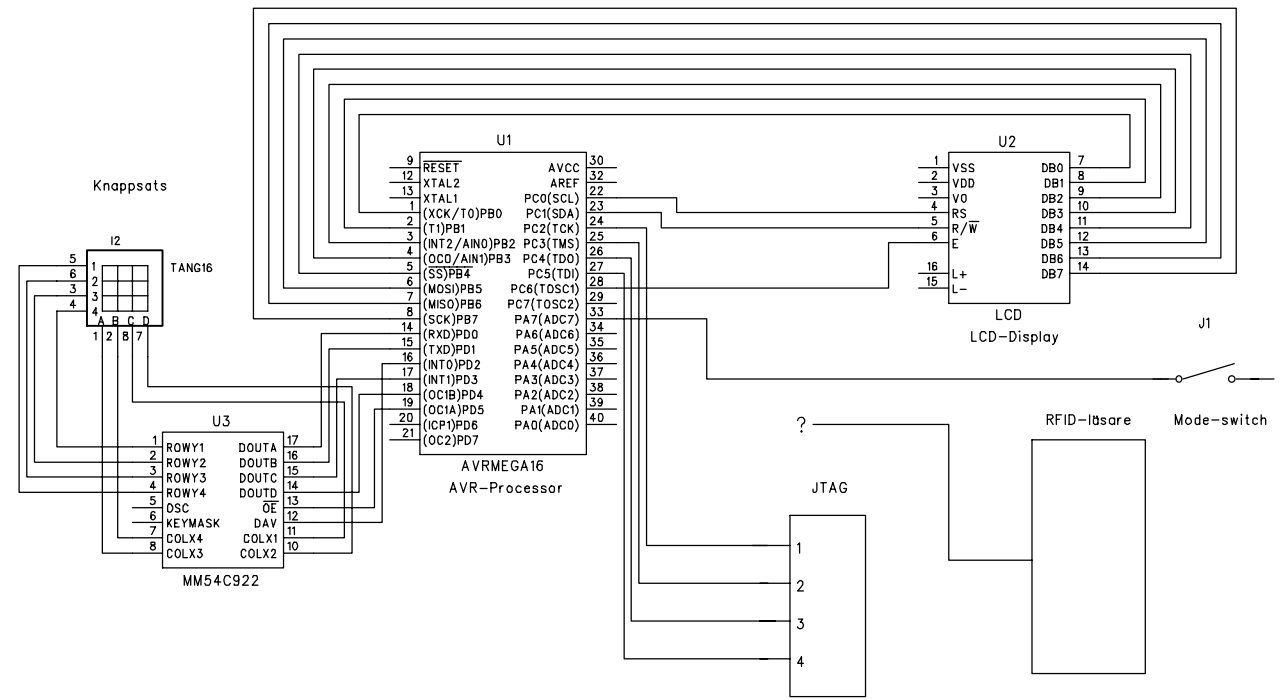 Knappsats
I2
TANG16
5
6
3
4
1
2
3
4
A B C D
1 2 8 7
U1
9 RESET
12 XTAL2
13 XTAL1
1 (XCK/T0)PB0
2 (T1)PB1
3 (INT2/AIN0)PB2
4 (OC0/AIN1)PB3
5 (SS)PB4
6 (MOSI)PB5
7 (MISO)PB6
8 (SCK)PB7
14 (RXD)PD0
15 (TXD)PD1
16 (INT0)PD2
17 (INT1)PD3
18 (OC1B)PD4
19 (OC1A)PD5
20 (ICP1)PD6
21 (OC2)PD7
AVCC 30
AREF 32
PC0(SCL) 22
PC1(SDA) 23
PC2(TCK) 24
PC3(TMS) 25
PC4(TDO) 26
PC5(TDI) 27
PC6(TOSC1) 28
PC7(TOSC2) 29
PA7(ADC7) 33
PA6(ADC6) 34
PA5(ADC5) 35
PA4(ADC4) 36
PA3(ADC3) 37
PA2(ADC2) 38
PA1(ADC1) 39
PA0(ADC0) 40
AVRMEGA16
AVR-Processor
U2
1 VSS
2 VDD
3 VO
4 RS
5 R/W
6 E
16 L+
15 L-
DB0 7
DB1 8
DB2 9
DB3 10
DB4 11
DB5 12
DB6 13
DB7 14
LCD
LCD-Display
J1
Mode-switch
RFID-läsare
?
JTAG
1
2
3
4
U3
1 ROWY1
2 ROWY2
3 ROWY3
4 ROWY4
5 OSC
6 KEYMASK
7 COLX4
8 COLX3
DOUTA 17
DOUTB 16
DOUTC 15
DOUTD 14
OE 13
DAV 12
COLX1 11
COLX2 10
MM54C922